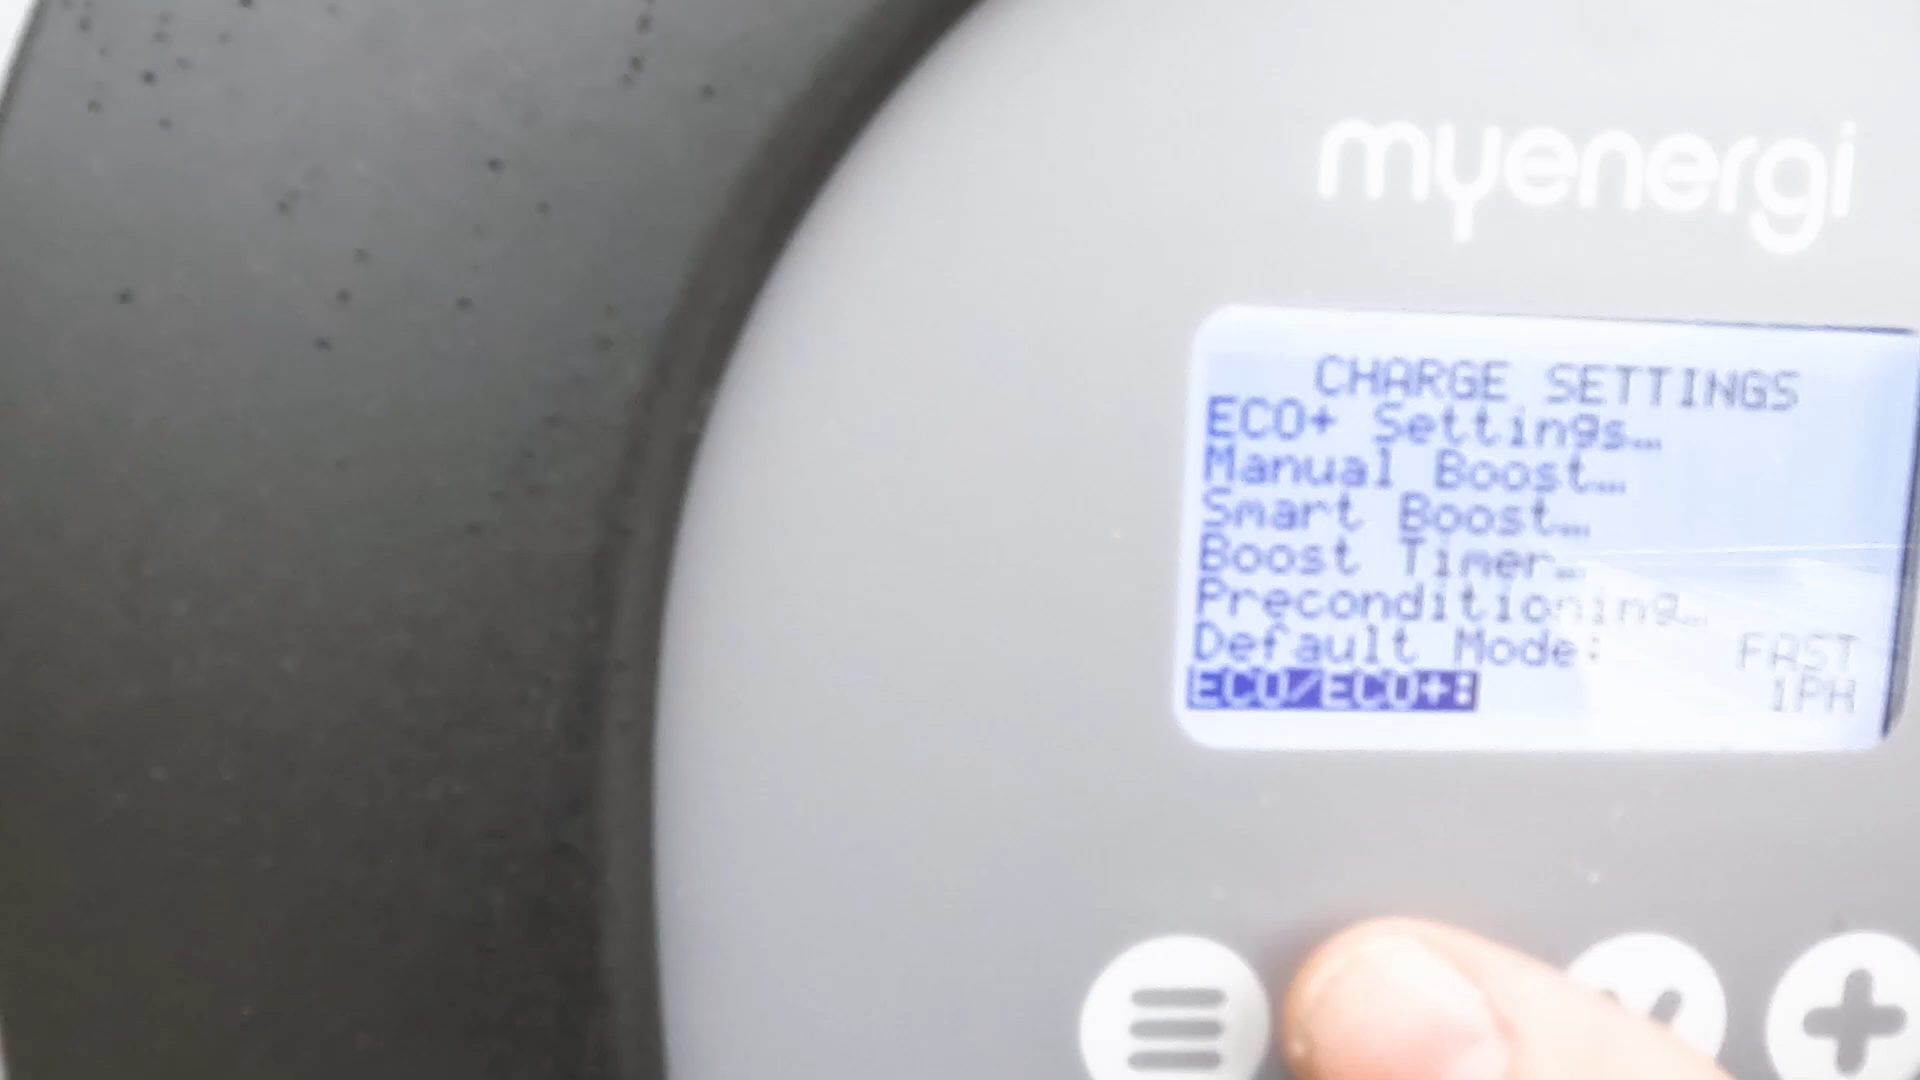 myenergi
CHARGE SETTINGS
ECO+ Settings…
Manual Boost…
Smart Boost…
Boost Timer…
Preconditioning…
Default Mode: FAST
ECO/ECO+: 1PH